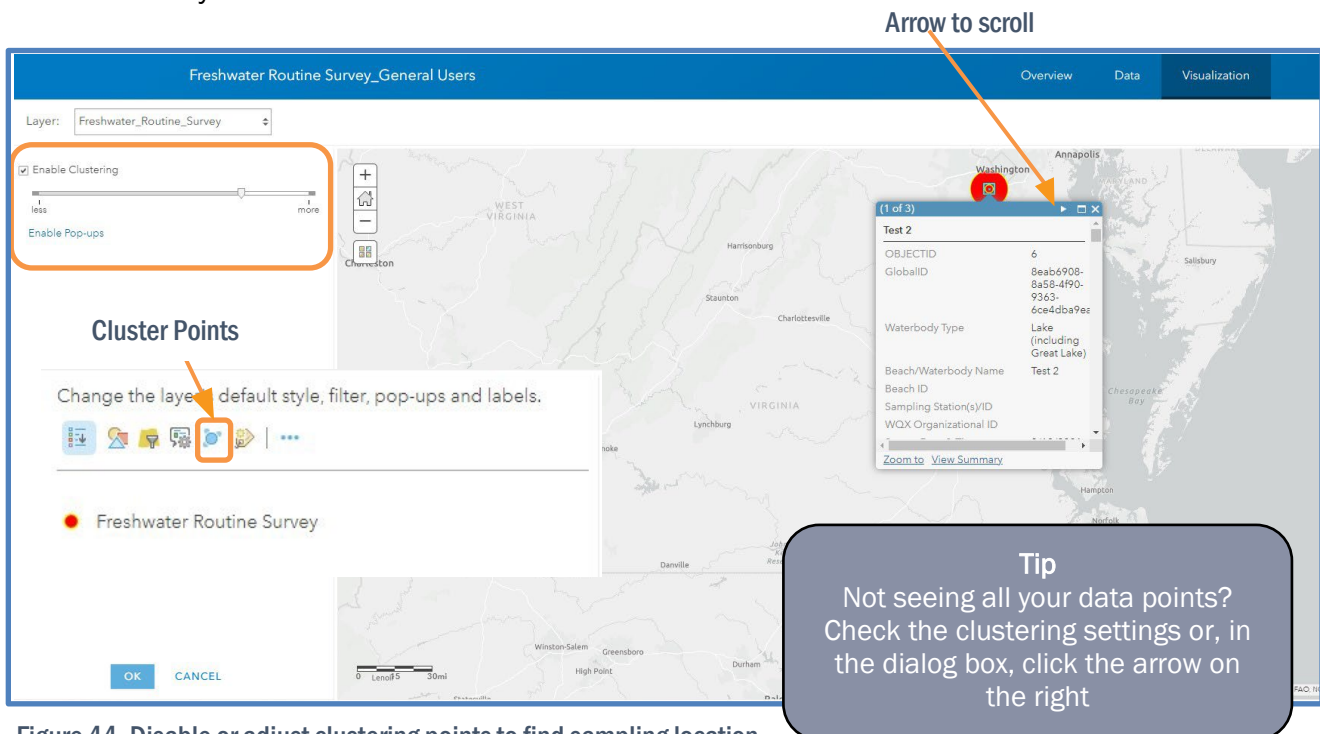 Arrow to scroll
Freshwater Routine Survey_General Users
Overview Data Visualization
Layer: Freshwater_Routine_Survey
Enable Clustering
less more
Enable Pop-ups
Cluster Points
Change the layer default style, filter, pop-ups and labels.
Freshwater Routine Survey
OK CANCEL
Annapolis
Washington
MARYLAND
WEST
VIRGINIA
Charleston
Harrisonburg
Staunton
Charlottesville
Salisbury
VIRGINIA
Lynchburg
Chesapeake
Bay
Hampton
Norfolk
Danville
Winston-Salem Greensboro
High Point
Durham
0 15 30mi
(1 of 3)
Test 2
OBJECTID 6
GlobalID 8eab6908-
8a58-4f90-
9363-
6ce4dba9ea
Waterbody Type Lake
(including
Great Lake)
Beach/Waterbody Name Test 2
Beach ID
Sampling Station(s)/ID
WQX Organizational ID
Zoom to View Summary
Tip
Not seeing all your data points?
Check the clustering settings or, in
the dialog box, click the arrow on
the right
Figure 44. Disable or adjust clustering points to find sampling location